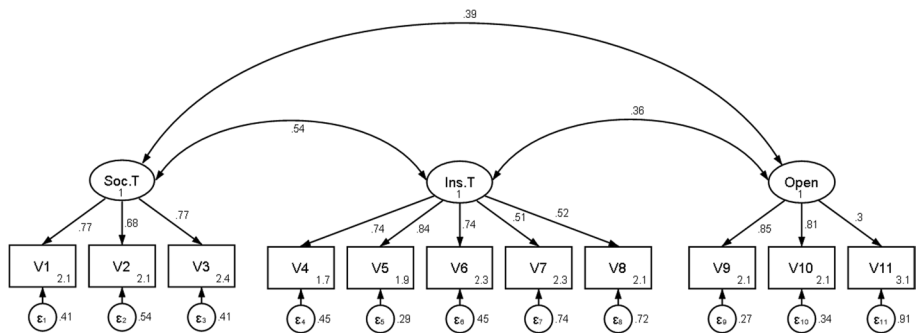 .39
.54
.36
Soc.T
1
Ins.T
1
Open
1
.77
.68
.77
.74
.84
.74
.51
.52
.85
.81
.3
V1
2.1
V2
2.1
V3
2.4
V4
1.7
V5
1.9
V6
2.3
V7
2.3
V8
2.1
V9
2.1
V10
2.1
V11
3.1
ε1 .41
ε2 .54
ε3 .41
ε4 .45
ε5 .29
ε6 .45
ε7 .74
ε8 .72
ε9 .27
ε10 .34
ε11 .91